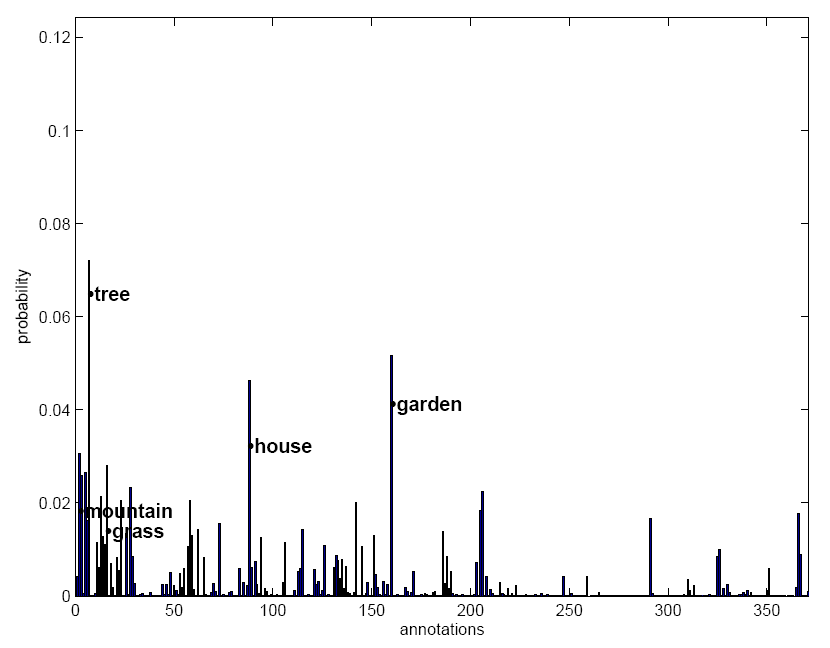 0.12
0.1
0.08
tree
0.06
probability
garden
0.04
house
0.02
mountain
grass
0
0 50 100 150 200 250 300 350
annotations